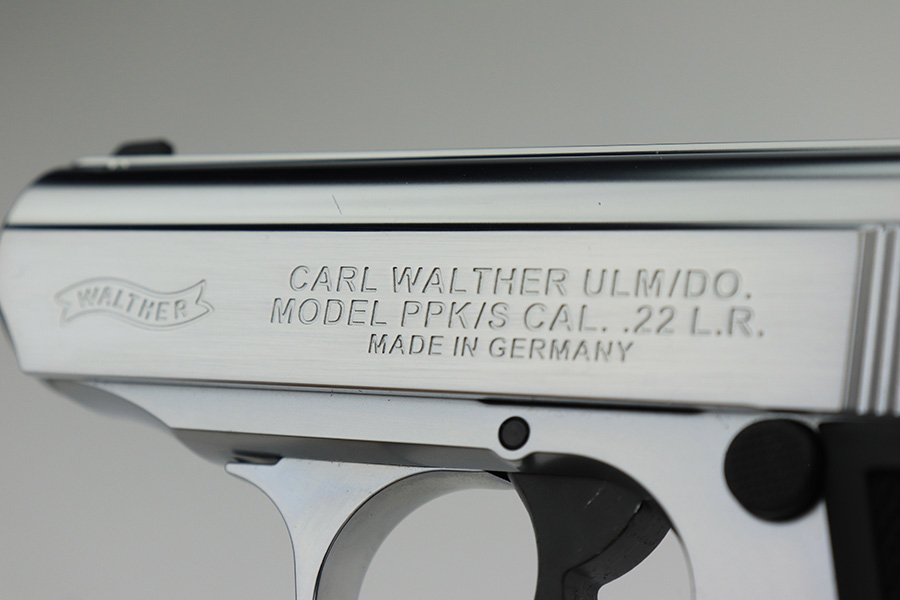 WALTHER
CARL WALTHER ULM/DO.
MODEL PPK/S CAL. .22 L.R.
MADE IN GERMANY